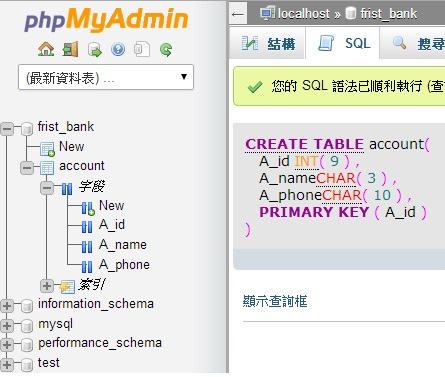 phpMyAdmin
(最新資料表) ...
frist_bank
New
account
字段
New
A_id
A_name
A_phone
索引
information_schema
mysql
performance_schema
test
localhost » frist_bank
結構 SQL 搜尋
您的 SQL 語法已順利執行 (查
CREATE TABLE account(
A_id INT( 9 ) ,
A_nameCHAR( 3 ) ,
A_phoneCHAR( 10 ) ,
PRIMARY KEY ( A_id )
)
顯示查詢框